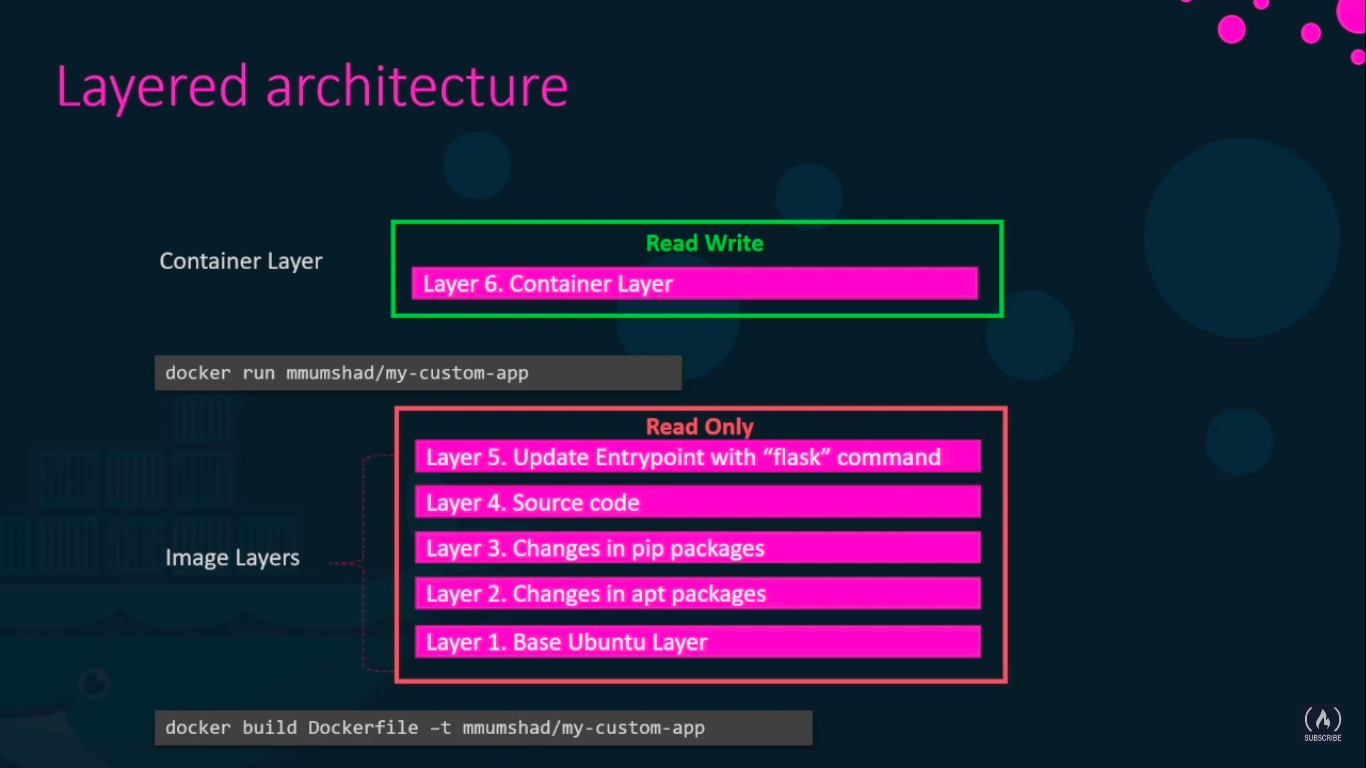 Layered architecture
Container Layer
Read Write
Layer 6. Container Layer
docker run mmumshad/my-custom-app
Read Only
Layer 5. Update Entrypoint with “flask” command
Layer 4. Source code
Layer 3. Changes in pip packages
Layer 2. Changes in apt packages
Layer 1. Base Ubuntu Layer
Image Layers
docker build Dockerfile –t mmumshad/my-custom-app
SUBSCRIBE